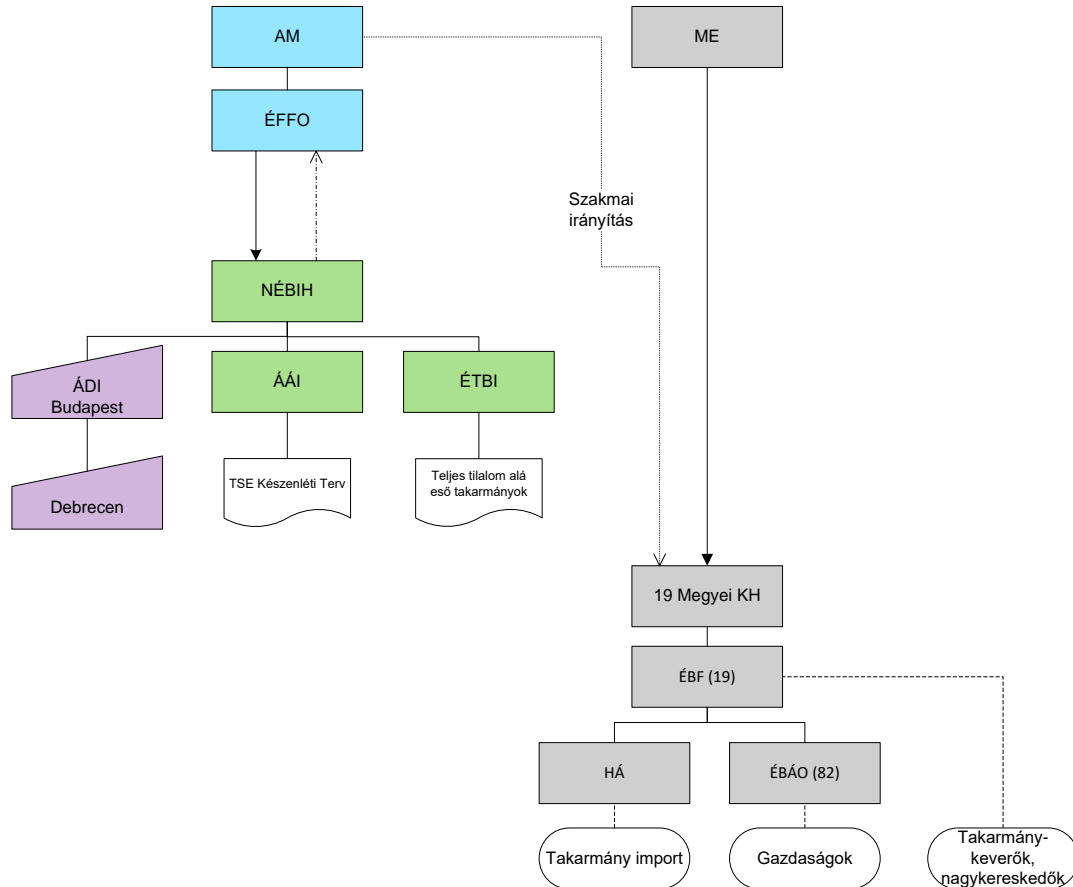 AM
ME
ÉFFO
Szakmai
irányítás
NÉBIH
ÁDI
Budapest
ÁÁI
ÉTBI
Debrecen
TSE Készenléti Terv
Teljes tilalom alá
eső takarmányok
19 Megyei KH
ÉBF (19)
HÁ
ÉBÁO (82)
Takarmány import
Gazdaságok
Takarmány-
keverők,
nagykereskedők